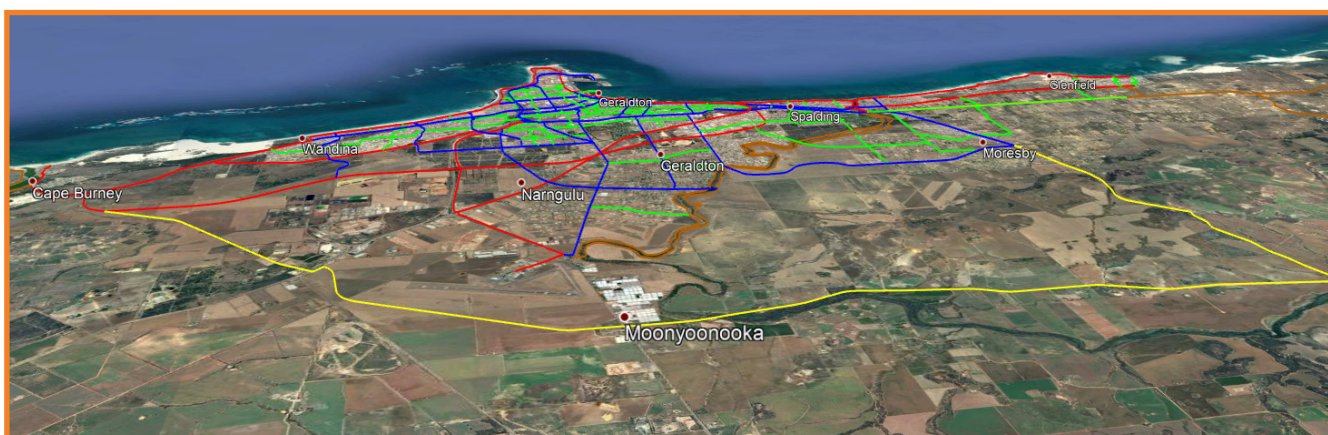 Glenfield
Geraldton
Spalding
Wandina
Moresby
Geraldton
Cape Burney
Narngulu
Moonyoonooka